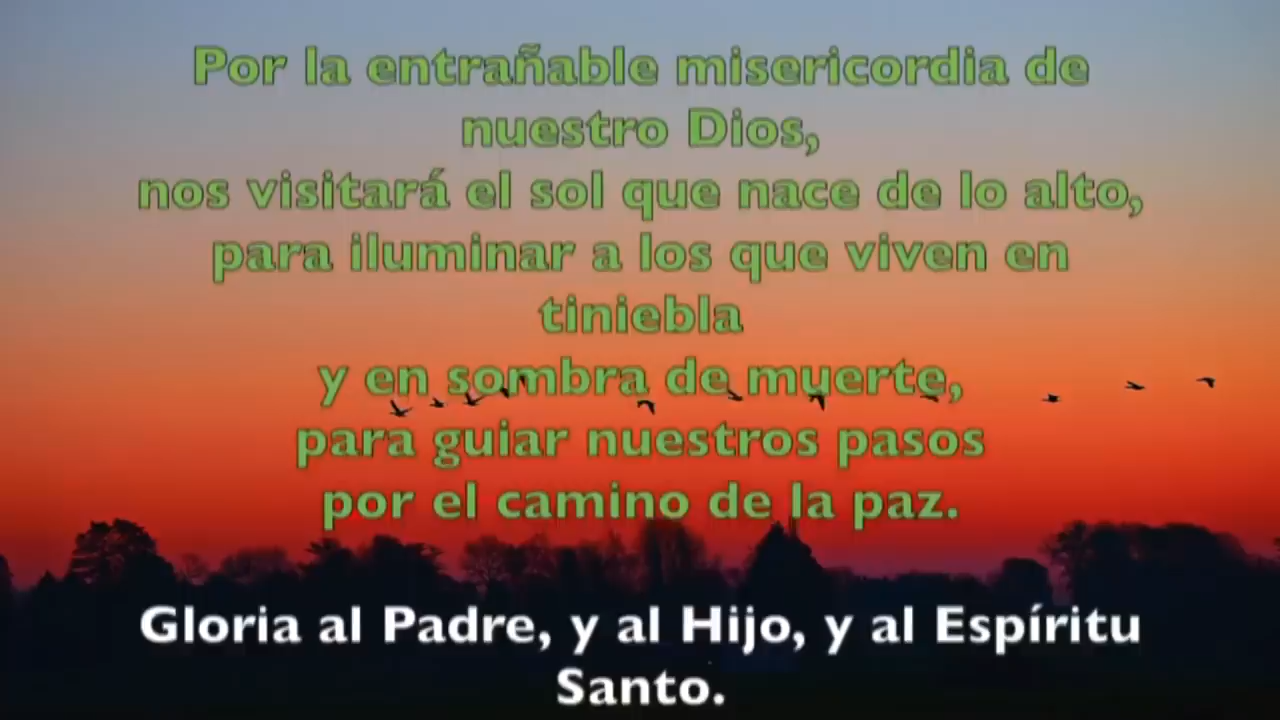 Por la entrañable misericordia de
nuestro Dios,
nos visitará el sol que nace de lo alto,
para iluminar a los que viven en
tiniebla
y en sombra de muerte,
para guiar nuestros pasos
por el camino de la paz.
Gloria al Padre, y al Hijo, y al Espíritu
Santo.